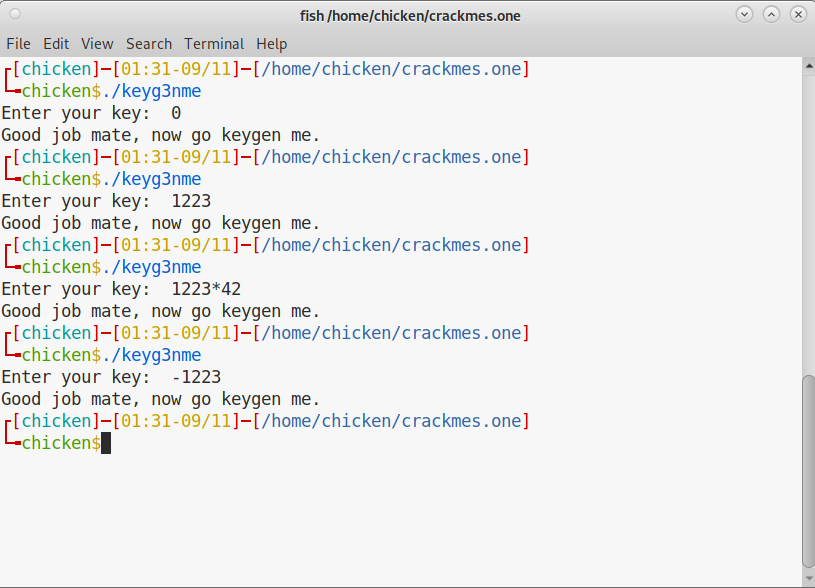 fish /home/chicken/crackmes.one
File Edit View Search Terminal Help
┌[chicken]─[01:31-09/11]─[/home/chicken/crackmes.one]
└╼chicken$./keyg3nme
Enter your key:  0
Good job mate, now go keygen me.
┌[chicken]─[01:31-09/11]─[/home/chicken/crackmes.one]
└╼chicken$./keyg3nme
Enter your key:  1223
Good job mate, now go keygen me.
┌[chicken]─[01:31-09/11]─[/home/chicken/crackmes.one]
└╼chicken$./keyg3nme
Enter your key:  1223*42
Good job mate, now go keygen me.
┌[chicken]─[01:31-09/11]─[/home/chicken/crackmes.one]
└╼chicken$./keyg3nme
Enter your key:  -1223
Good job mate, now go keygen me.
┌[chicken]─[01:31-09/11]─[/home/chicken/crackmes.one]
└╼chicken$